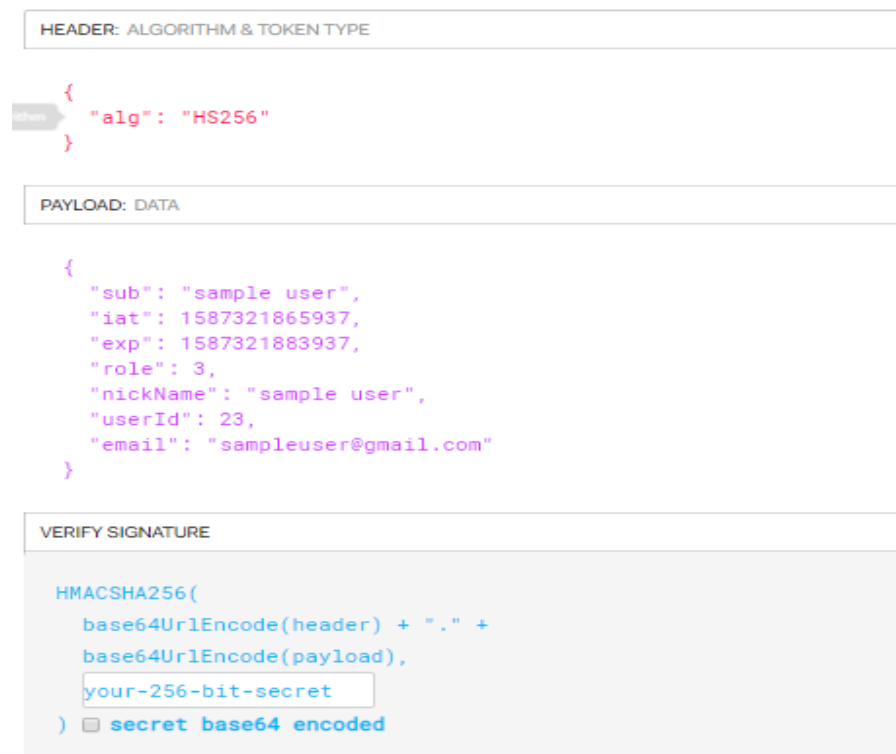 HEADER: ALGORITHM & TOKEN TYPE
{
"alg": "HS256"
}
PAYLOAD: DATA
{
"sub": "sample user",
"iat": 1587321865937,
"exp": 1587321883937,
"role": 3,
"nickName": "sample user",
"userId": 23,
"email": "sampleuser@gmail.com"
}
VERIFY SIGNATURE
HMACSHA256(
base64UrlEncode(header) + "." +
base64UrlEncode(payload),
your-256-bit-secret
) secret base64 encoded